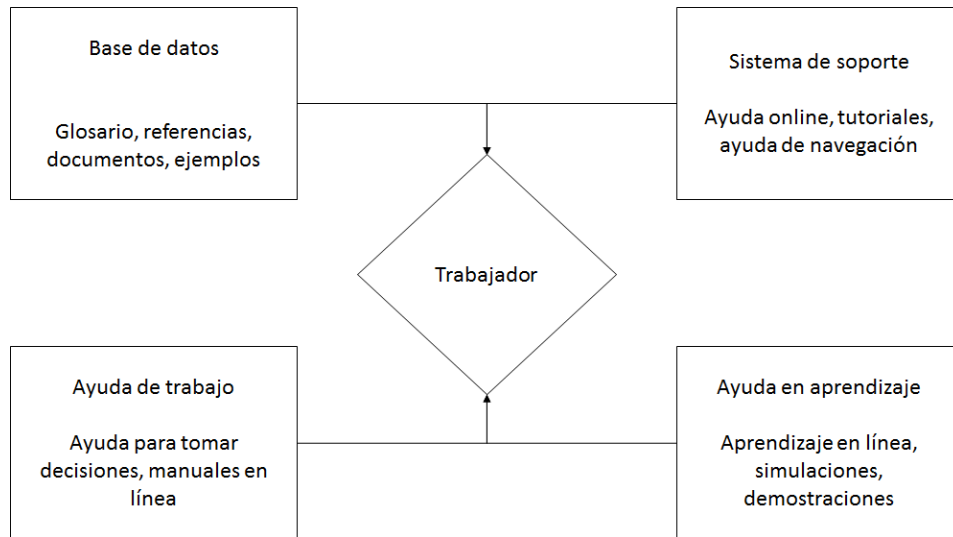 Base de datos
Glosario, referencias,
documentos, ejemplos
Sistema de soporte
Ayuda online, tutoriales,
ayuda de navegación
Trabajador
Ayuda de trabajo
Ayuda para tomar
decisiones, manuales en
línea
Ayuda en aprendizaje
Aprendizaje en línea,
simulaciones,
demostraciones